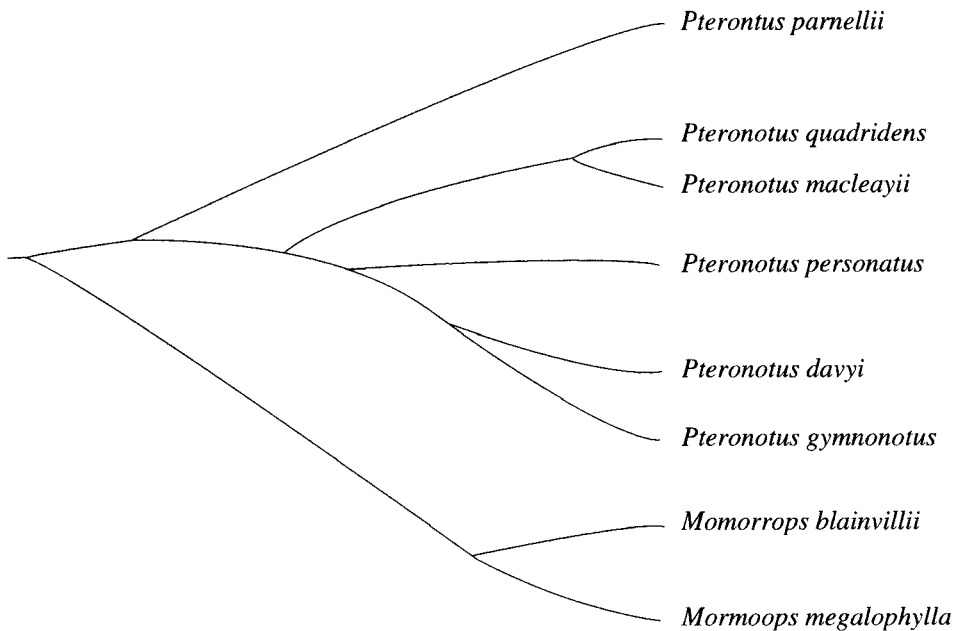 Pterontus parnellii
Pteronotus quadridens
Pteronotus macleayii
Pteronotus personatus
Pteronotus davyi
Pteronotus gymnonotus
Momorrops blainvillii
Mormoops megalophylla